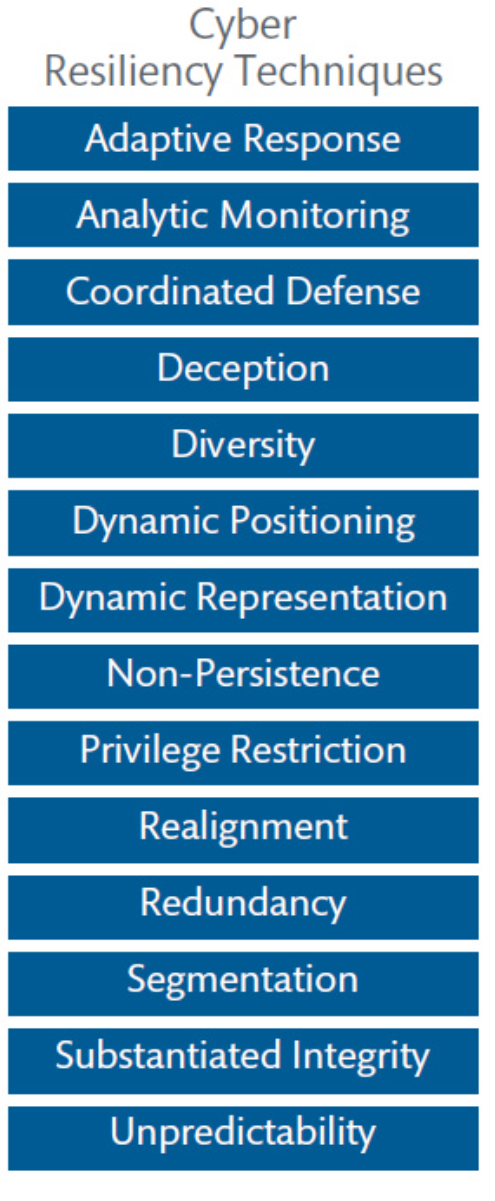 Cyber
Resiliency Techniques
Adaptive Response
Analytic Monitoring
Coordinated Defense
Deception
Diversity
Dynamic Positioning
Dynamic Representation
Non-Persistence
Privilege Restriction
Realignment
Redundancy
Segmentation
Substantiated Integrity
Unpredictability